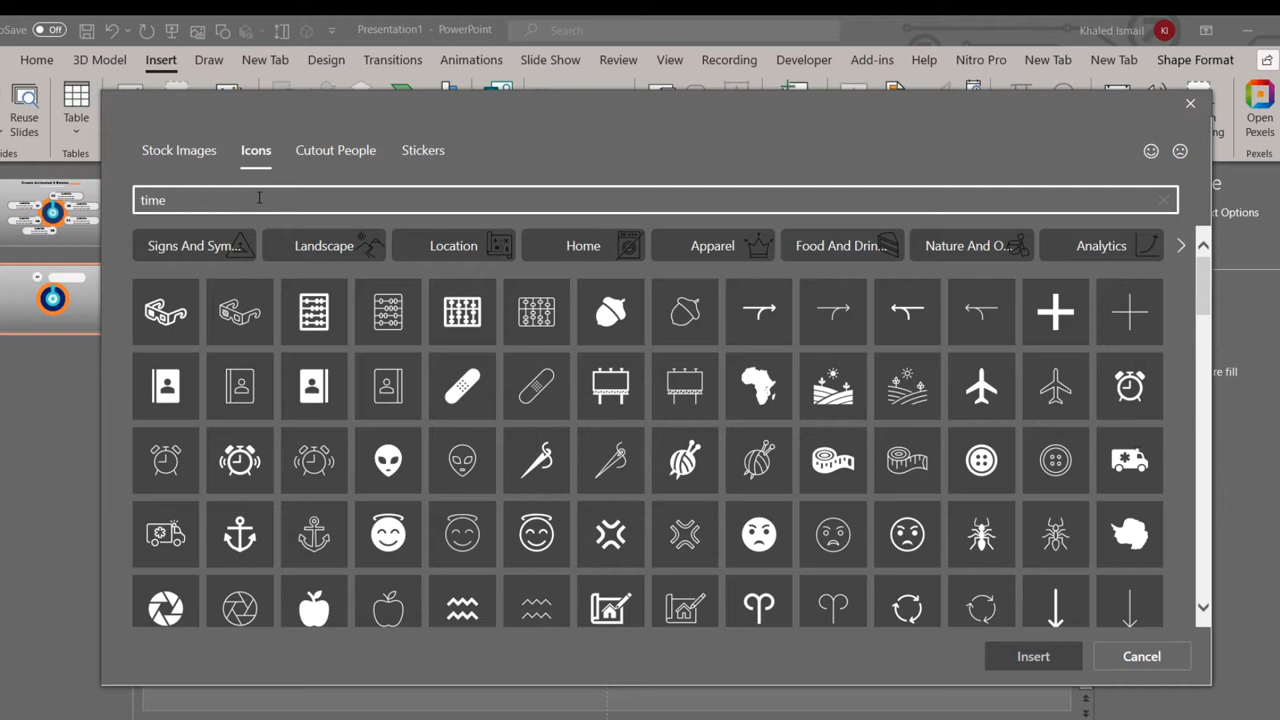 Save
Off
Presentation1 - PowerPoint
Search
Khaled Ismail
KI
Home
3D Model
Insert
Draw
New Tab
Design
Transitions
Animations
Slide Show
Review
View
Recording
Developer
Add-ins
Help
Nitro Pro
New Tab
New Tab
Shape Format
Reuse
Slides
Table
Tables
Open
Pexels
Pexels
Stock Images
Icons
Cutout People
Stickers
time
Signs And Sym...
Landscape
Location
Home
Apparel
Food And Drin...
Nature And O...
Analytics
Insert
Cancel
t Options
re fill